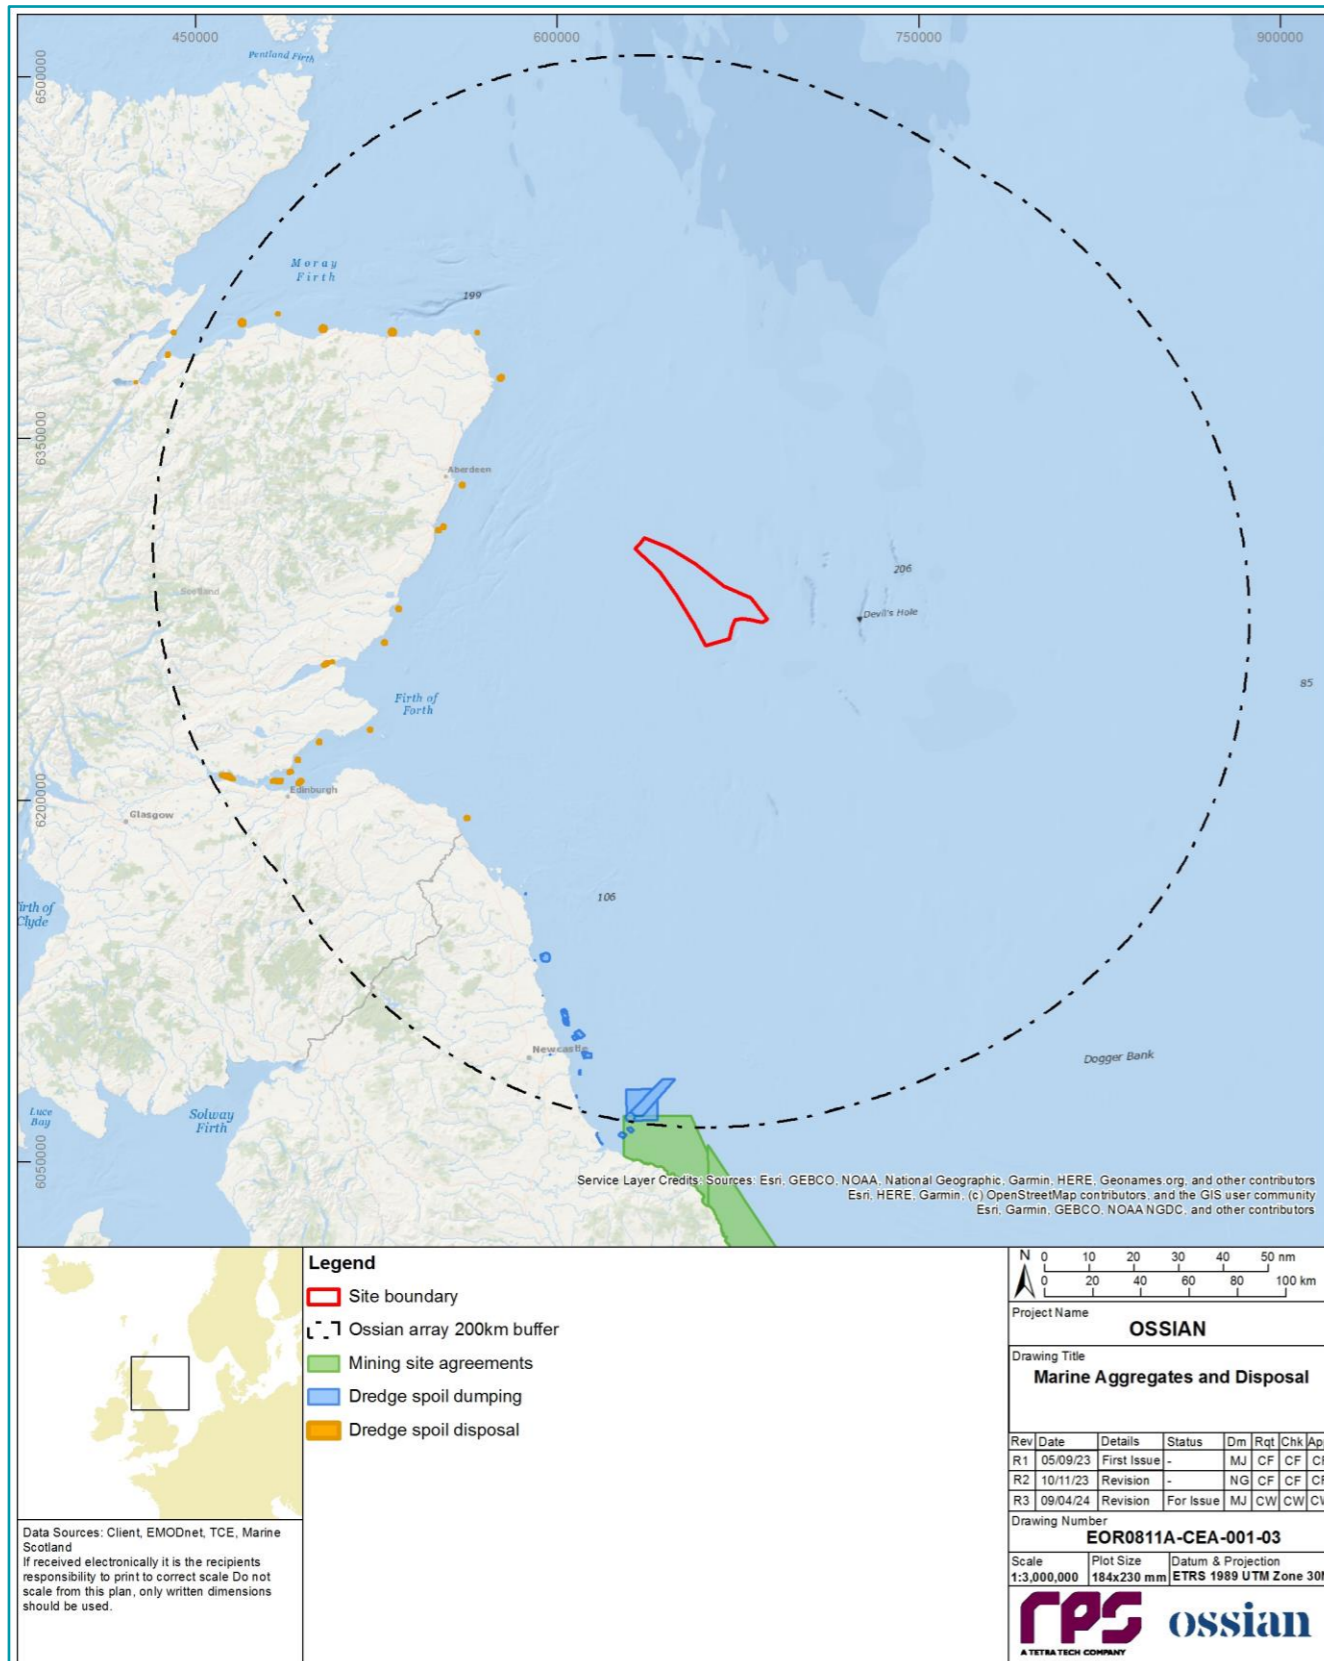 450000
600000
750000
900000
Pentland Firth
6500000
Moray
Firth
199
6350000
Aberdeen
206
Scotland
Devil's Hole
Firth of
Forth
85
6200000
Edinburgh
Glasgow
106
Firth of
Clyde
Newcastle
Dogger Bank
Luce
Bay
Solway
Firth
6050000
Service Layer Credits: Sources: Esri, GEBCO, NOAA, National Geographic, Garmin, HERE, Geonames.org, and other contributors
Esri, HERE, Garmin, (c) OpenStreetMap contributors, and the GIS user community
Esri, Garmin, GEBCO, NOAA NGDC, and other contributors
Legend
Site boundary
Ossian array 200km buffer
Mining site agreements
Dredge spoil dumping
Dredge spoil disposal
Data Sources: Client, EMODnet, TCE, Marine
Scotland
If received electronically it is the recipients
responsibility to print to correct scale Do not
scale from this plan, only written dimensions
should be used.
N
0 10 20 30 40 50 nm
0 20 40 60 80 100 km
Project Name
OSSIAN
Drawing Title
Marine Aggregates and Disposal
Rev Date Details Status Dm Rqt Chk App
R1 05/09/23 First Issue - MJ CF CF CF
R2 10/11/23 Revision - NG CF CF CF
R3 09/04/24 Revision For Issue MJ CW CW CW
Drawing Number
EOR0811A-CEA-001-03
Scale Plot Size Datum & Projection
1:3,000,000 184x230 mm ETRS 1989 UTM Zone 30N
rps ossian
A TETRA TECH COMPANY